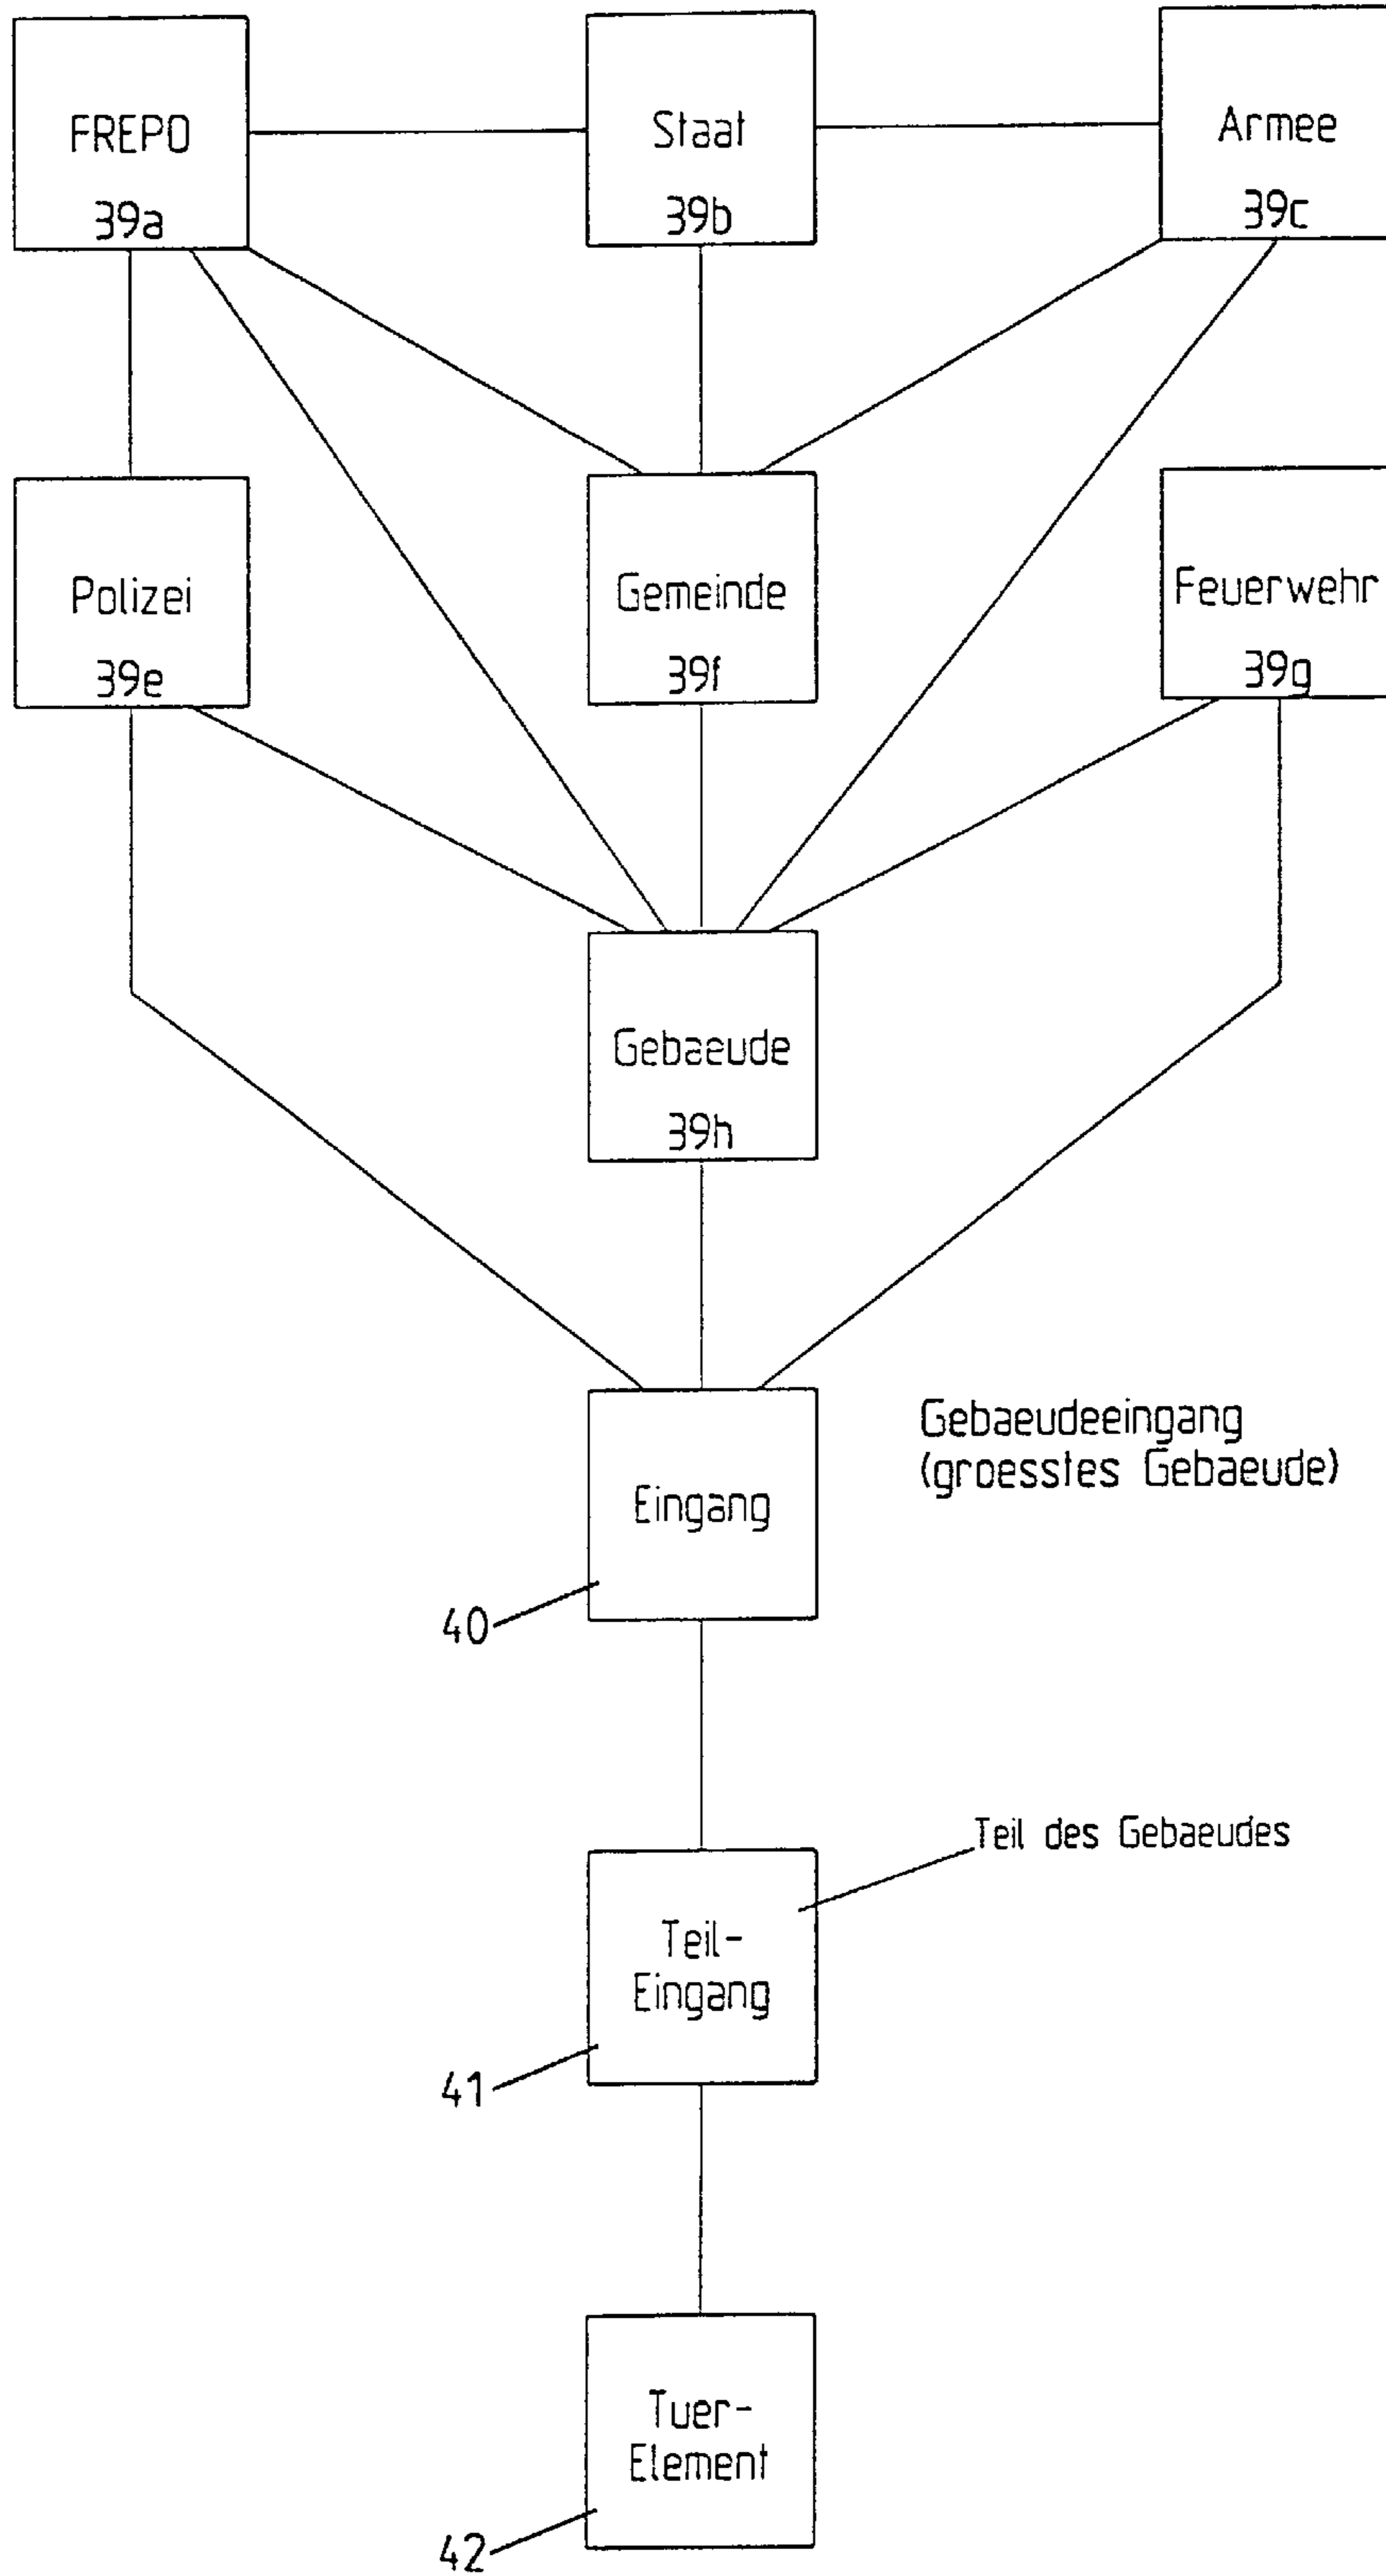 FREPO
39a
Staat
39b
Armee
39c
Polizei
39e
Gemeinde
39f
Feuerwehr
39g
Gebaeude
39h
Gebaeudeeingang
(groesstes Gebaeude)
Eingang
40
Teil des Gebaeudes
Teil-
Eingang
41
Tuer-
Element
42